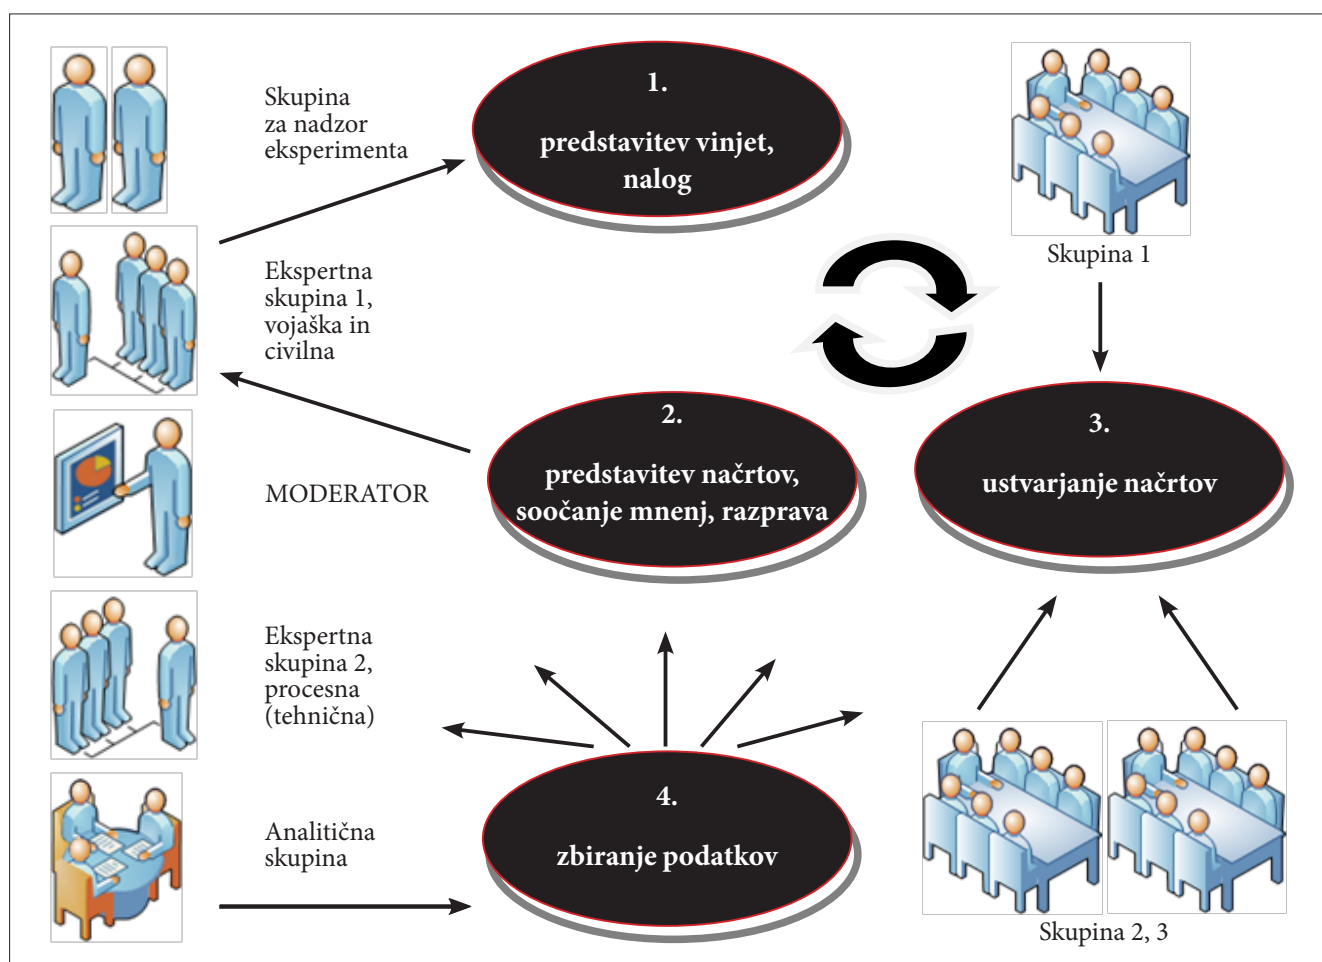 Skupina
za nadzor
eksperimenta
1.
predstavitev vinjet,
nalog
Skupina 1
Ekspertna
skupina 1,
vojaška in
civilna
2.
predstavitev načrtov,
soočanje mnenj, razprava
3.
ustvarjanje načrtov
MODERATOR
Ekspertna
skupina 2,
procesna
(tehnična)
4.
zbiranje podatkov
Analitična
skupina
Skupina 2, 3